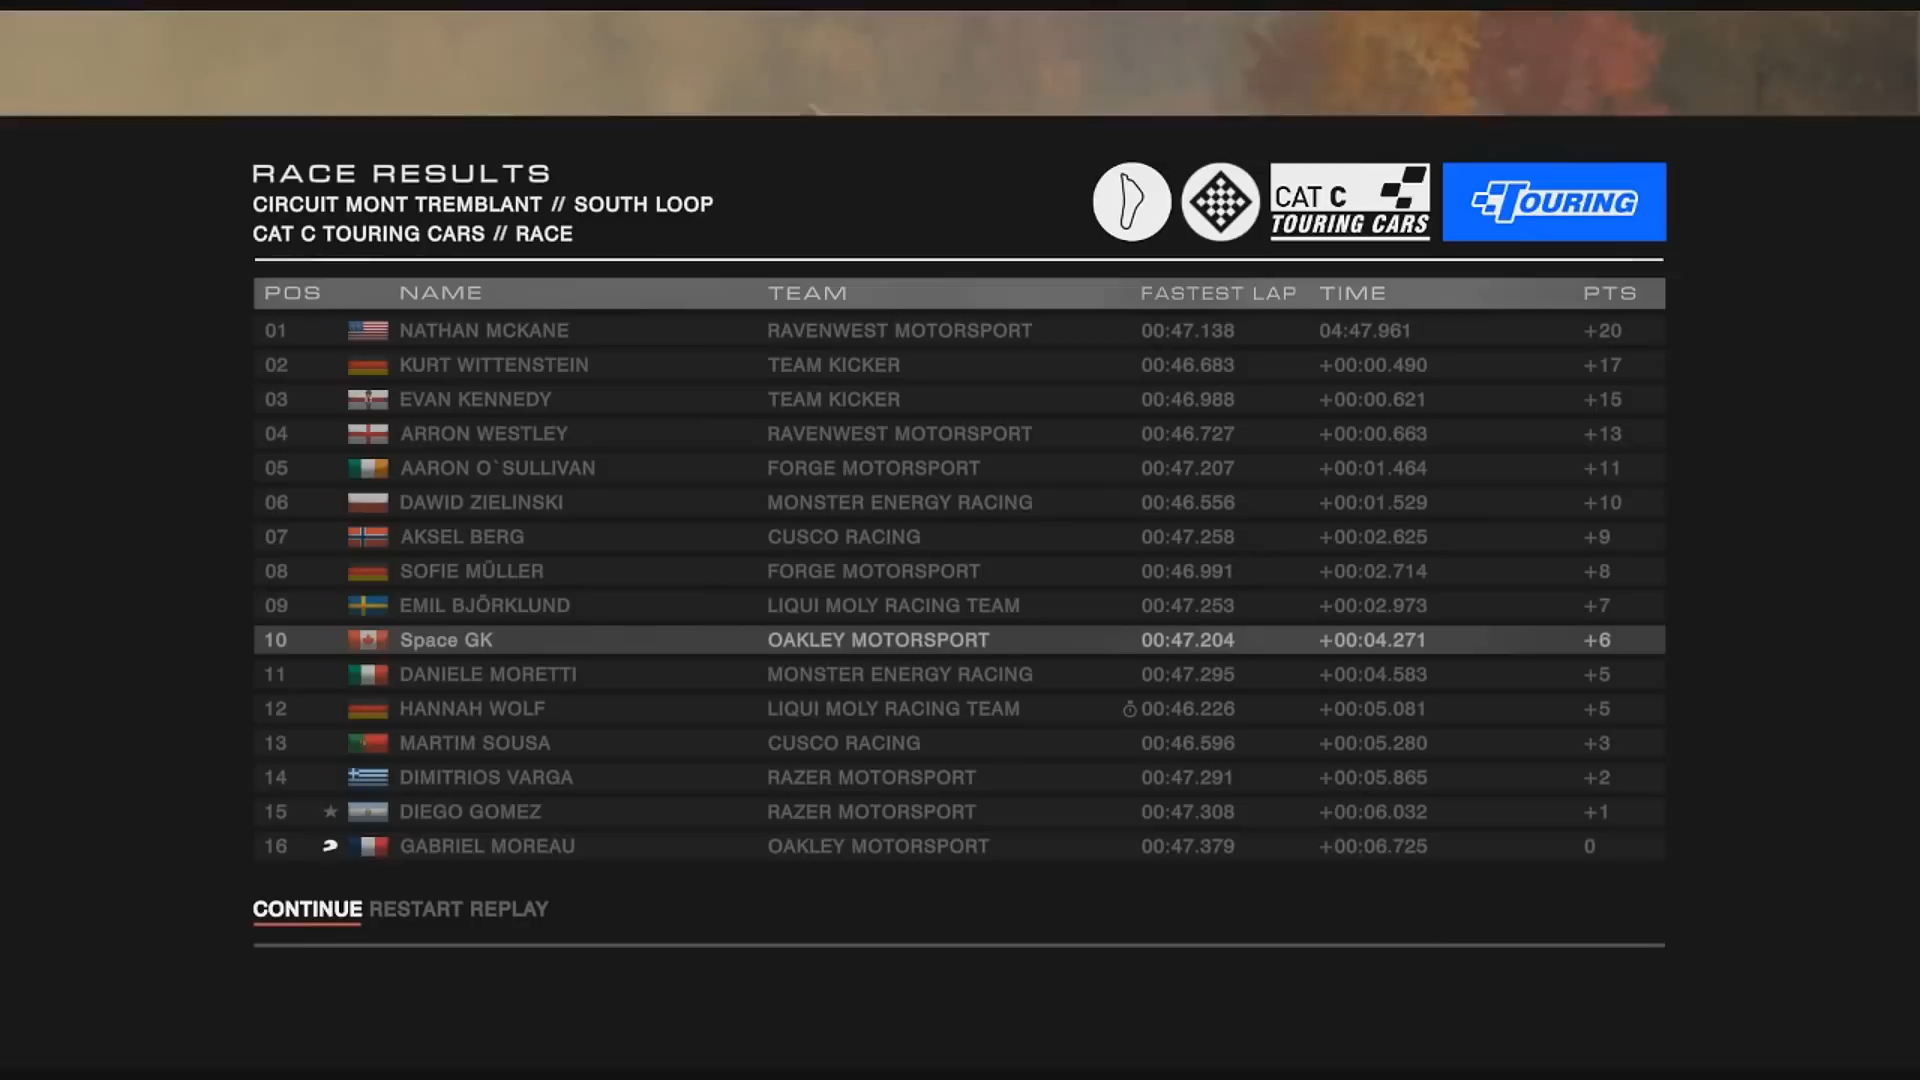 RACE RESULTS
CIRCUIT MONT TREMBLANT // SOUTH LOOP
CAT C TOURING CARS // RACE
CAT C
TOURING CARS
TOURING
POS NAME TEAM FASTEST LAP TIME PTS
01 NATHAN MCKANE RAVENWEST MOTORSPORT 00:47.138 04:47.961 +20
02 KURT WITTENSTEIN TEAM KICKER 00:46.683 +00:00.490 +17
03 EVAN KENNEDY TEAM KICKER 00:46.988 +00:00.621 +15
04 ARRON WESTLEY RAVENWEST MOTORSPORT 00:46.727 +00:00.663 +13
05 AARON O`SULLIVAN FORGE MOTORSPORT 00:47.207 +00:01.464 +11
06 DAWID ZIELINSKI MONSTER ENERGY RACING 00:46.556 +00:01.529 +10
07 AKSEL BERG CUSCO RACING 00:47.258 +00:02.625 +9
08 SOFIE MÜLLER FORGE MOTORSPORT 00:46.991 +00:02.714 +8
09 EMIL BJÖRKLUND LIQUI MOLY RACING TEAM 00:47.253 +00:02.973 +7
10 Space GK OAKLEY MOTORSPORT 00:47.204 +00:04.271 +6
11 DANIELE MORETTI MONSTER ENERGY RACING 00:47.295 +00:04.583 +5
12 HANNAH WOLF LIQUI MOLY RACING TEAM 00:46.226 +00:05.081 +5
13 MARTIM SOUSA CUSCO RACING 00:46.596 +00:05.280 +3
14 DIMITRIOS VARGA RAZER MOTORSPORT 00:47.291 +00:05.865 +2
15 DIEGO GOMEZ RAZER MOTORSPORT 00:47.308 +00:06.032 +1
16 GABRIEL MOREAU OAKLEY MOTORSPORT 00:47.379 +00:06.725 0
CONTINUE RESTART REPLAY